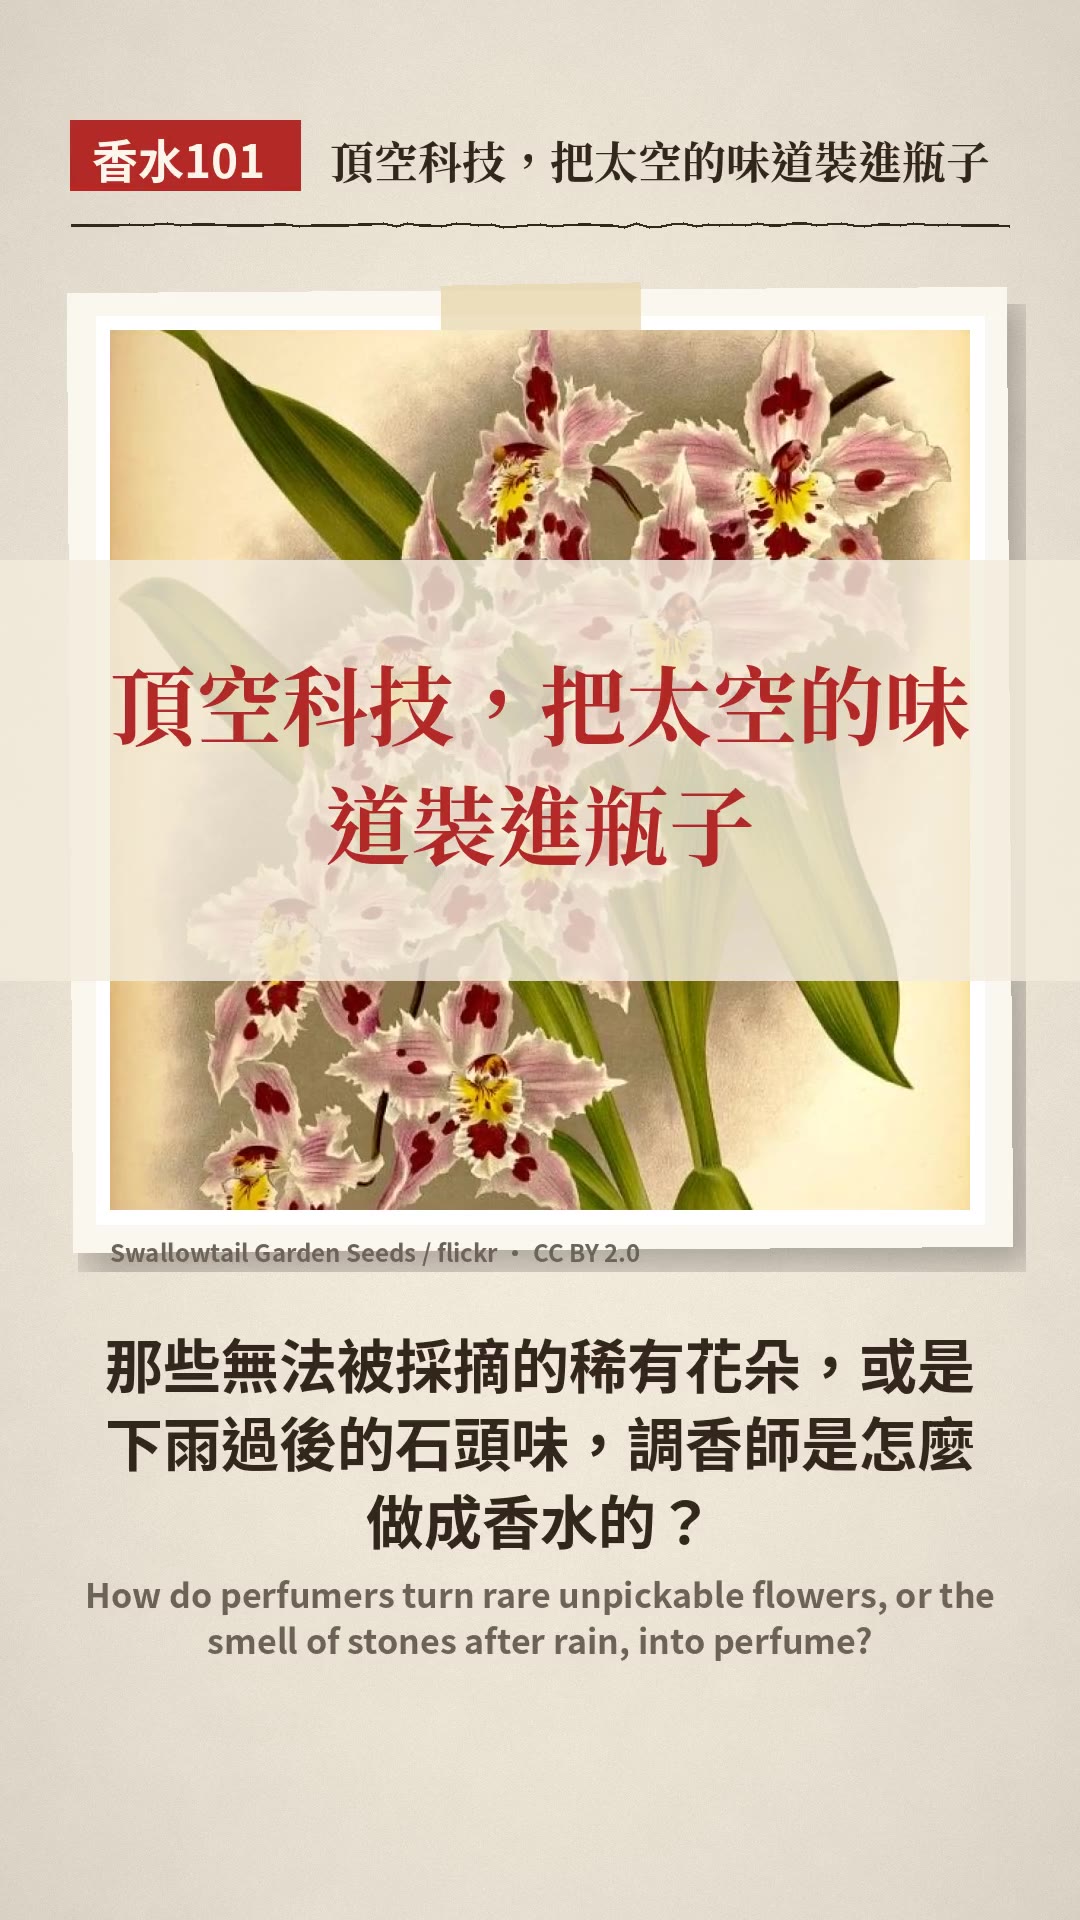 香水101
頂空科技，把太空的味道裝進瓶子
頂空科技，把太空的味
道裝進瓶子
Swallowtail Garden Seeds / flickr ・ CC BY 2.0
那些無法被採摘的稀有花朵，或是
下雨過後的石頭味，調香師是怎麼
做成香水的？
How do perfumers turn rare unpickable flowers, or the
smell of stones after rain, into perfume?